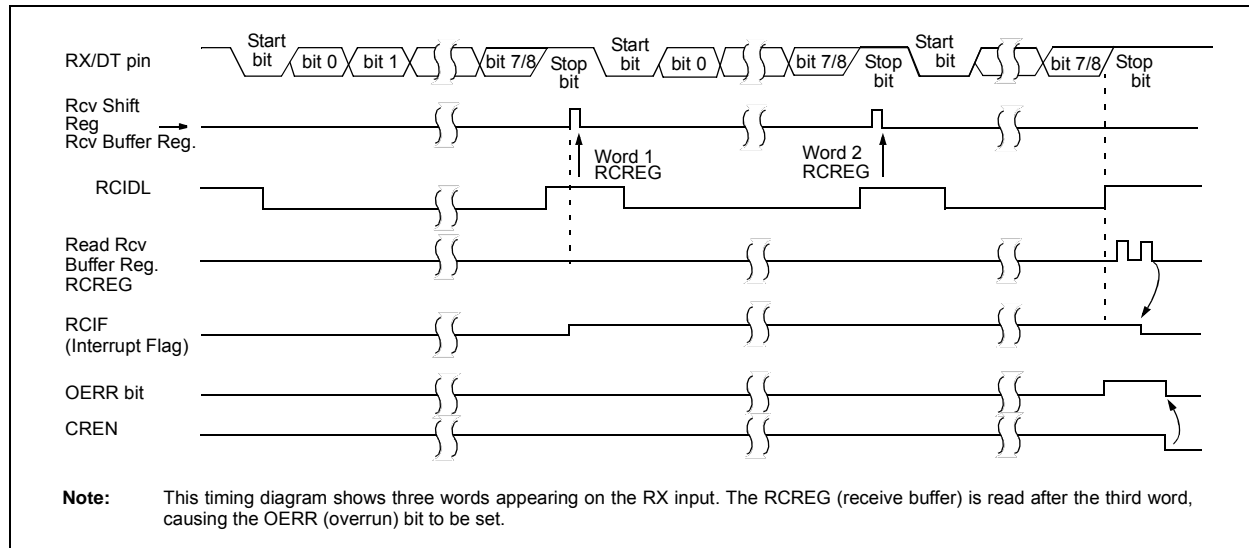 RX/DT pin
Start bit
bit 0
bit 1
bit 7/8
Stop bit
Start bit
bit 0
bit 7/8
Stop bit
Start bit
bit 7/8
Stop bit
Rcv Shift
Reg
Rcv Buffer Reg.
Word 1
RCREG
Word 2
RCREG
RCIDL
Read Rcv
Buffer Reg.
RCREG
RCIF
(Interrupt Flag)
OERR bit
CREN
Note: This timing diagram shows three words appearing on the RX input. The RCREG (receive buffer) is read after the third word,
causing the OERR (overrun) bit to be set.